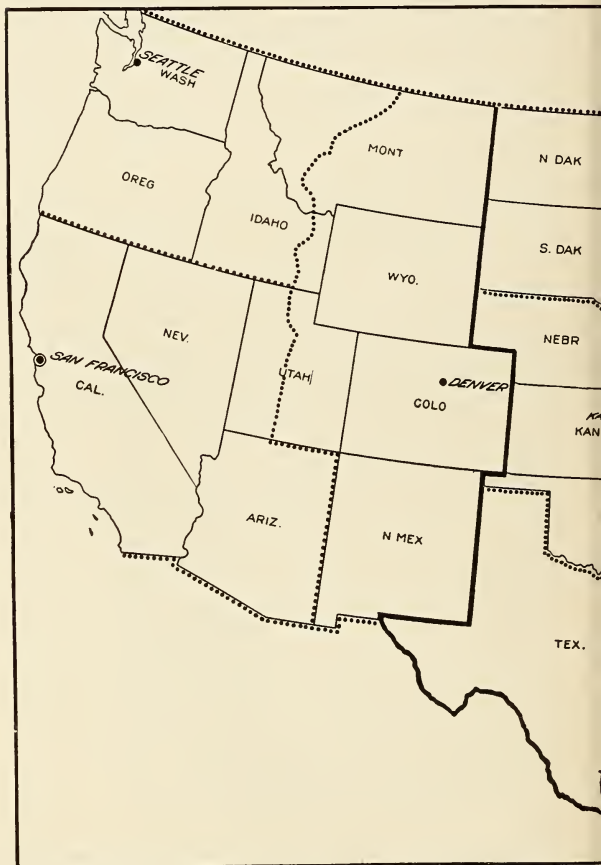 SEATTLE
WASH
MONT
N DAK
OREG
IDAHO
S. DAK
WYO.
NEV.
NEBR
SAN FRANCISCO
CAL.
UTAH
DENVER
COLO
KAN
ARIZ.
N MEX
TEX.